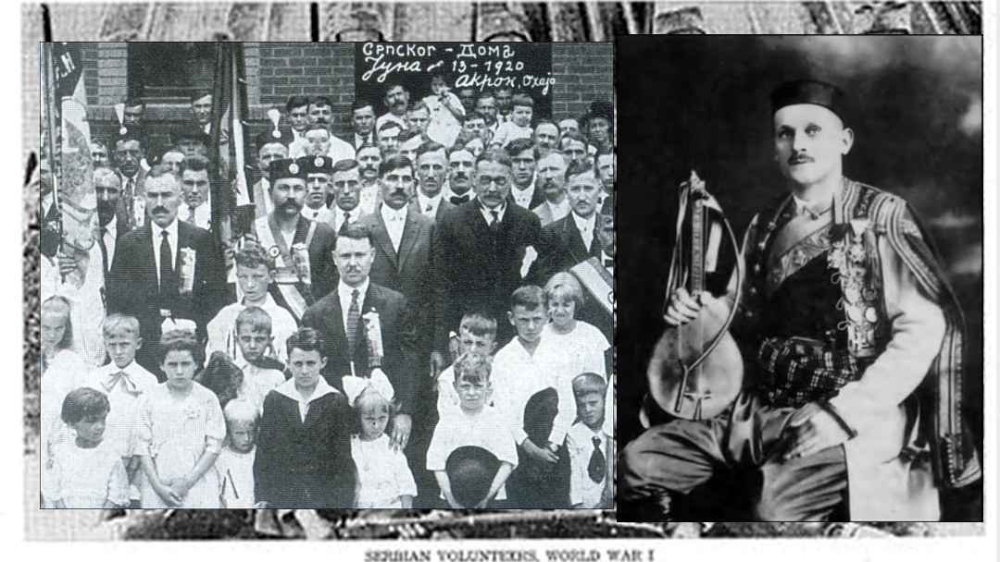 Српског - Дома
Јуна 13 - 1920
Акрон, Охајо
SERBIAN VOLUNTEERS, WORLD WAR I